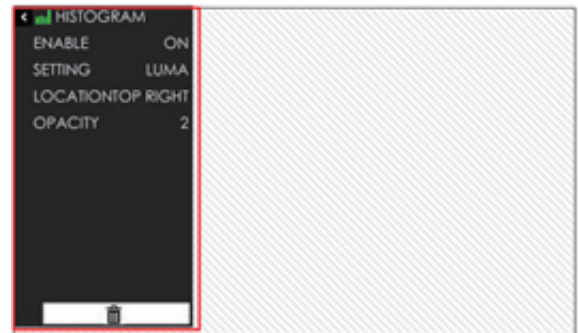 HISTOGRAM
ENABLE ON
SETTING LUMA
LOCATIONTOP RIGHT
OPACITY 2